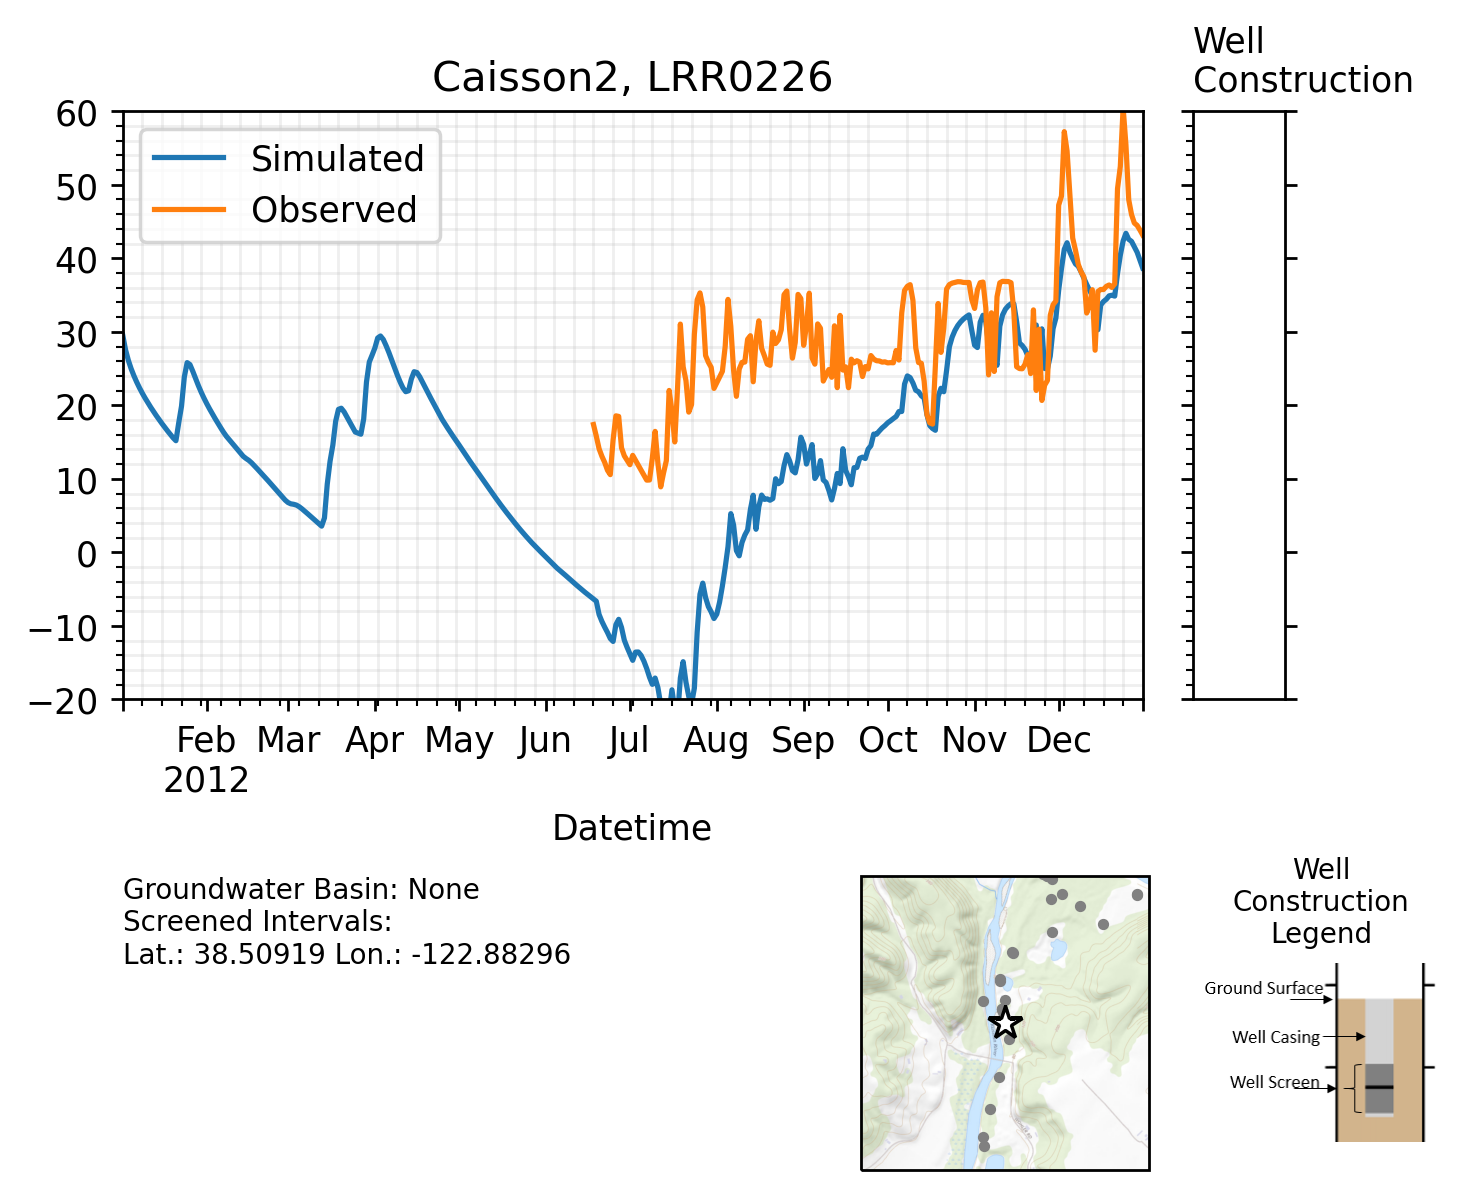 Well
Construction
Caisson2, LRR0226
60
50
40
30
20
10
0
−10
−20
Simulated
Observed
Feb Mar Apr May Jun Jul Aug Sep Oct Nov Dec
2012
Datetime
Groundwater Basin: None
Screened Intervals:
Lat.: 38.50919 Lon.: -122.88296
Well
Construction
Legend
Ground Surface
Well Casing
Well Screen